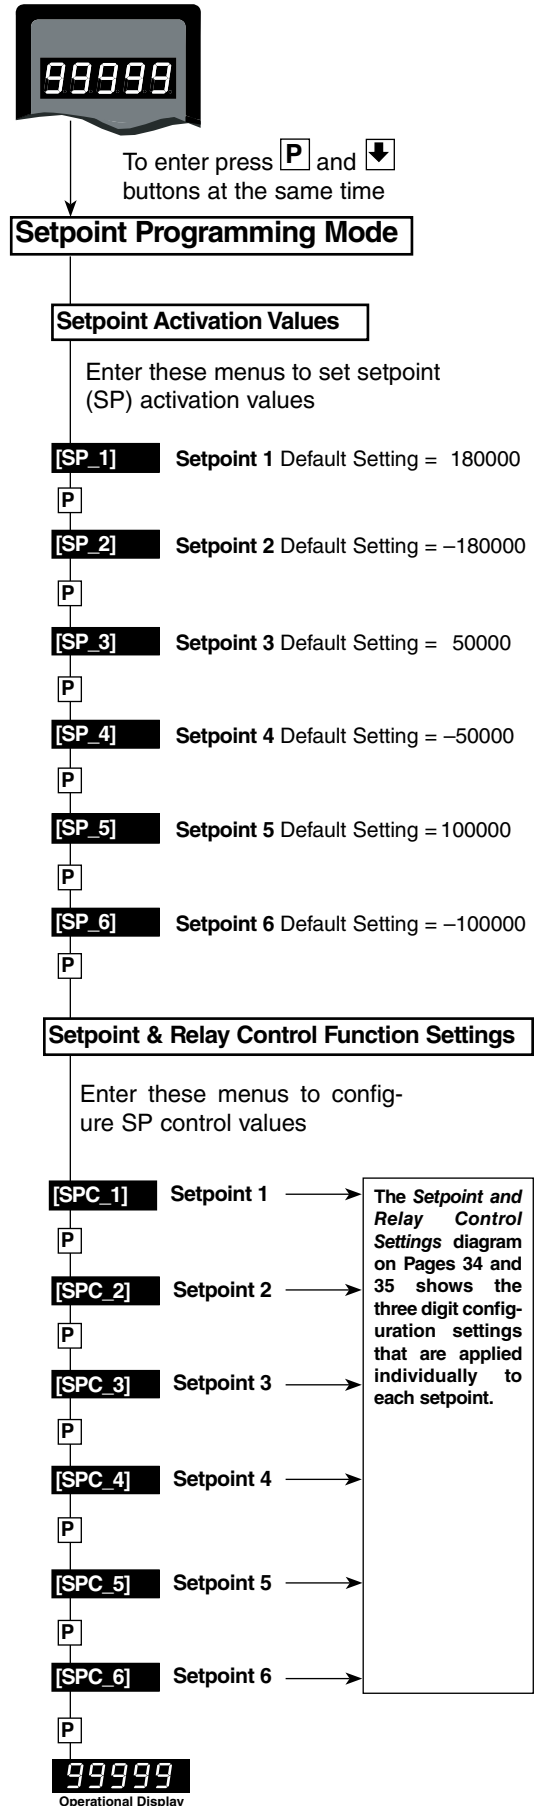 99999
To enter press P and
buttons at the same time
Setpoint Programming Mode
Setpoint Activation Values
Enter these menus to set setpoint
(SP) activation values
[SP_1] Setpoint 1 Default Setting = 180000
P
[SP_2] Setpoint 2 Default Setting = –180000
P
[SP_3] Setpoint 3 Default Setting = 50000
P
[SP_4] Setpoint 4 Default Setting = –50000
P
[SP_5] Setpoint 5 Default Setting = 100000
P
[SP_6] Setpoint 6 Default Setting = –100000
P
Setpoint & Relay Control Function Settings
Enter these menus to config-
ure SP control values
[SPC_1] Setpoint 1
P
[SPC_2] Setpoint 2
P
[SPC_3] Setpoint 3
P
[SPC_4] Setpoint 4
P
[SPC_5] Setpoint 5
P
[SPC_6] Setpoint 6
P
The Setpoint and
Relay Control
Settings diagram
on Pages 34 and
35 shows the
three digit config-
uration settings
that are applied
individually to
each setpoint.
99999
Operational Display